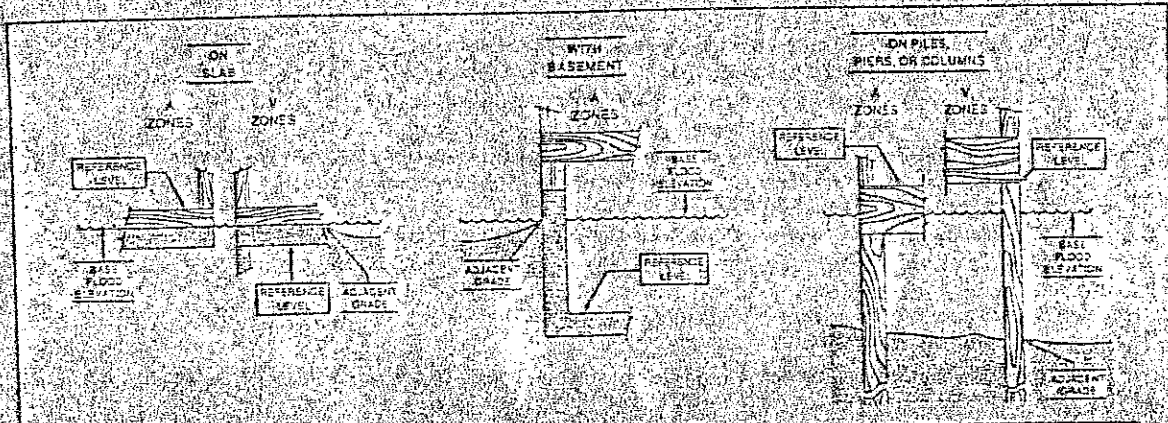 ON
SLAB
A
ZONES
V
ZONES
REFERENCE
LEVEL
BASE
FLOOD
ELEVATION
REFERENCE
LEVEL
ADJACENT
GRADE
WITH
BASEMENT
A
ZONES
BASE
FLOOD
ELEVATION
ADJACENT
GRADE
REFERENCE
LEVEL
ON PILES,
PIERS, OR COLUMNS
A
ZONES
V
ZONES
REFERENCE
LEVEL
REFERENCE
LEVEL
BASE
FLOOD
ELEVATION
ADJACENT
GRADE